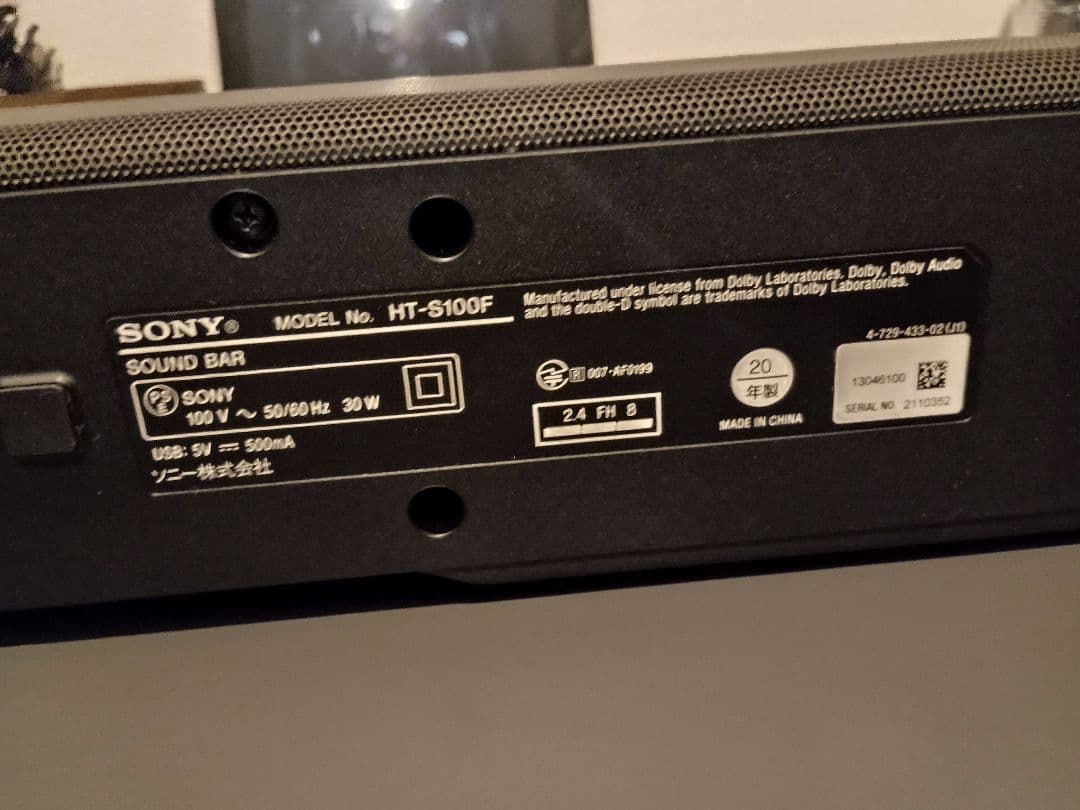 SONY® MODEL No. HT-S100F
SOUND BAR
PS E SONY
100 V ~ 50/60 Hz 30 W
USB: 5V ⎓ 500mA
ソニー株式会社
Manufactured under license from Dolby Laboratories. Dolby, Dolby Audio
and the double-D symbol are trademarks of Dolby Laboratories.
R 007-AF0199
2.4 FH 8
20
年製
MADE IN CHINA
4-729-433-02(J1)
13046100
SERIAL NO. 2110352